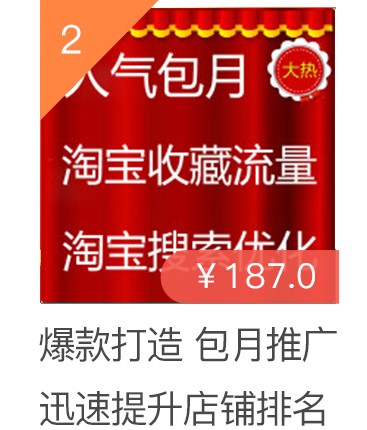 2
人气包月
大热
淘宝收藏流量
淘宝搜索优化
￥187.0
爆款打造 包月推广
迅速提升店铺排名